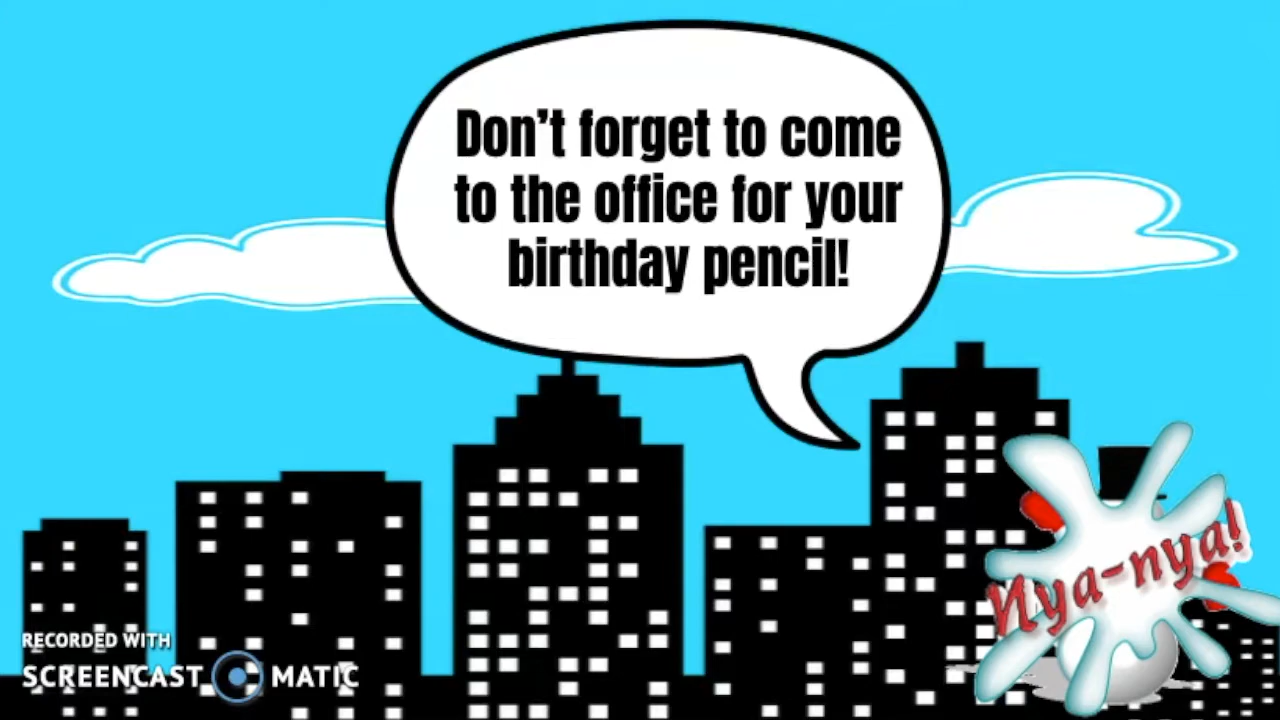 Don't forget to come
to the office for your
birthday pencil!
Nya-nya!
RECORDED WITH
SCREENCAST MATIC